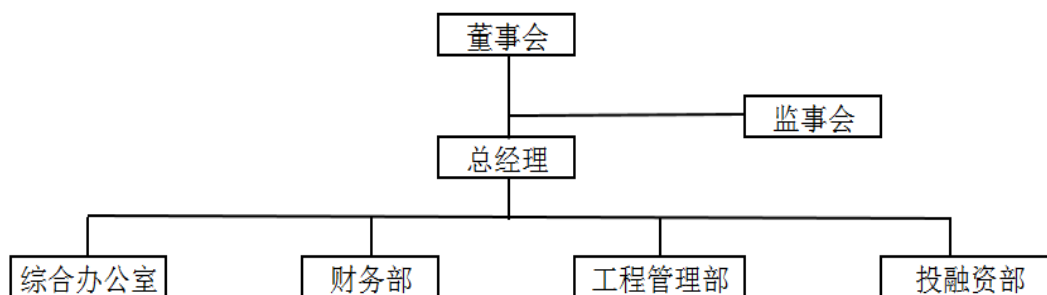 董事会
监事会
总经理
综合办公室
财务部
工程管理部
投融资部